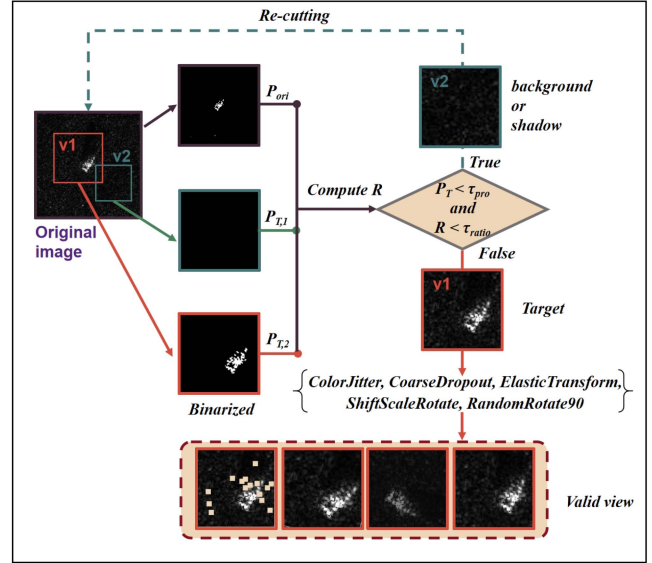 Re-cutting
v2
background
or
shadow
P_ori
v1
v2
Original
image
True
Compute R
P_T < τ_pro
and
R < τ_ratio
P_T,1
False
v1
Target
P_T,2
Binarized
ColorJitter, CoarseDropout, ElasticTransform,
ShiftScaleRotate, RandomRotate90
Valid view